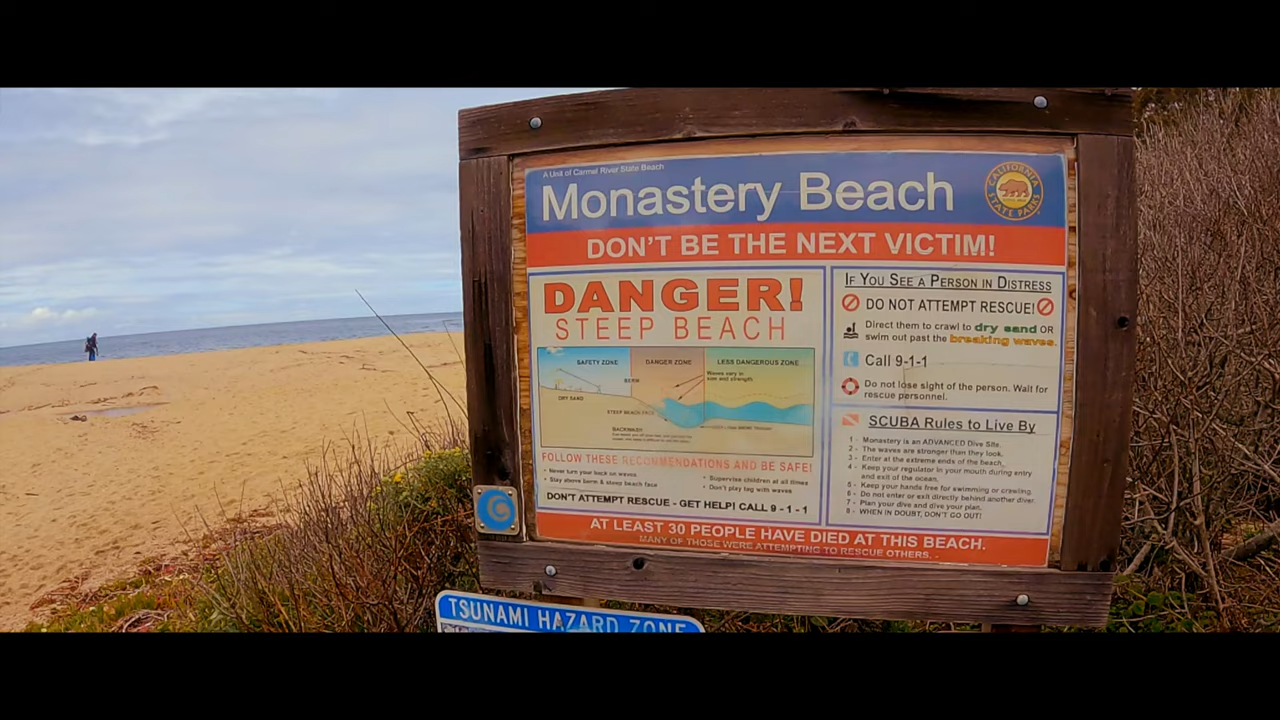 A Unit of Carmel River State Beach
Monastery Beach
CALIFORNIA
STATE PARKS
DON'T BE THE NEXT VICTIM!
DANGER!
STEEP BEACH
SAFETY ZONE
DANGER ZONE
LESS DANGEROUS ZONE
Waves vary in
size and strength
BERM
DRY SAND
STEEP BEACH FACE
BACKWASH
FOLLOW THESE RECOMMENDATIONS AND BE SAFE!
• Never turn your back on waves
• Stay above berm & steep beach face
• Supervise children at all times
• Don't play tag with waves
DON'T ATTEMPT RESCUE - GET HELP! CALL 9 - 1 - 1
IF YOU SEE A PERSON IN DISTRESS
DO NOT ATTEMPT RESCUE!
Direct them to crawl to dry sand OR
swim out past the breaking waves.
Call 9-1-1
Do not lose sight of the person. Wait for
rescue personnel.
SCUBA Rules to Live By
1 - Monastery is an ADVANCED Dive Site.
2 - The waves are stronger than they look.
3 - Enter at the extreme ends of the beach.
4 - Keep your regulator in your mouth during entry
and exit of the ocean.
5 - Keep your hands free for swimming or crawling.
6 - Do not enter or exit directly behind another diver.
7 - Plan your dive and dive your plan.
8 - WHEN IN DOUBT, DON'T GO OUT!
AT LEAST 30 PEOPLE HAVE DIED AT THIS BEACH.
MANY OF THOSE WERE ATTEMPTING TO RESCUE OTHERS. -
TSUNAMI HAZARD ZONE